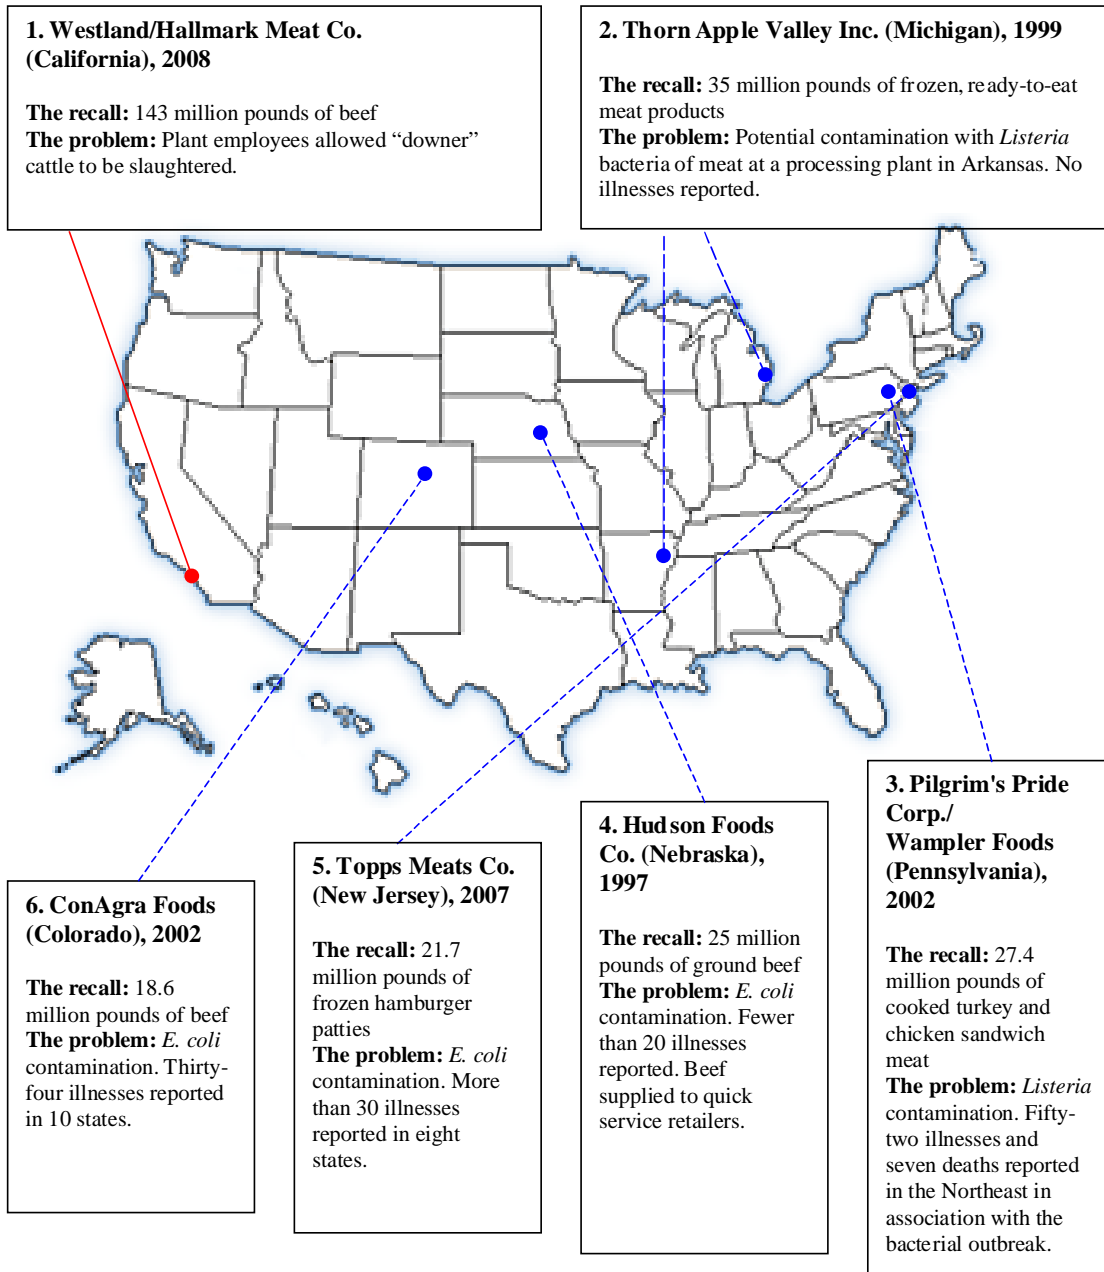 1. Westland/Hallmark Meat Co.
(California), 2008
The recall: 143 million pounds of beef
The problem: Plant employees allowed “downer”
cattle to be slaughtered.
2. Thorn Apple Valley Inc. (Michigan), 1999
The recall: 35 million pounds of frozen, ready-to-eat
meat products
The problem: Potential contamination with Listeria
bacteria of meat at a processing plant in Arkansas. No
illnesses reported.
3. Pilgrim's Pride
Corp./
Wampler Foods
(Pennsylvania),
2002
The recall: 27.4
million pounds of
cooked turkey and
chicken sandwich
meat
The problem: Listeria
contamination. Fifty-
two illnesses and
seven deaths reported
in the Northeast in
association with the
bacterial outbreak.
4. Hudson Foods
Co. (Nebraska),
1997
The recall: 25 million
pounds of ground beef
The problem: E. coli
contamination. Fewer
than 20 illnesses
reported. Beef
supplied to quick
service retailers.
5. Topps Meats Co.
(New Jersey), 2007
The recall: 21.7
million pounds of
frozen hamburger
patties
The problem: E. coli
contamination. More
than 30 illnesses
reported in eight
states.
6. ConAgra Foods
(Colorado), 2002
The recall: 18.6
million pounds of beef
The problem: E. coli
contamination. Thirty-
four illnesses reported
in 10 states.